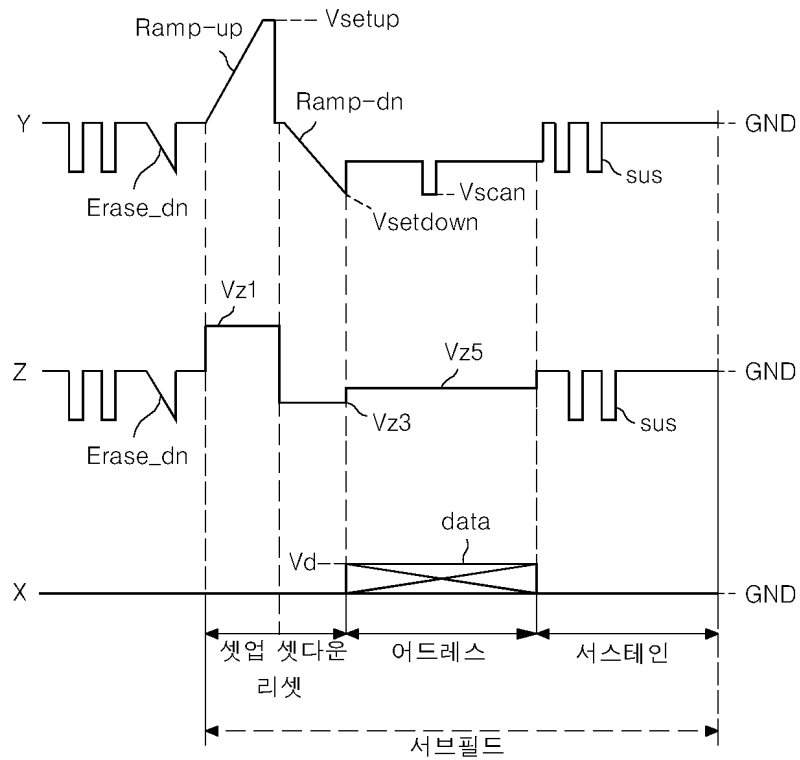 Ramp-up
Vsetup
Ramp-dn
Y
GND
Erase_dn
Vscan
sus
Vsetdown
Vz1
Z
Vz5
GND
Vz3
sus
Erase_dn
data
Vd
X
GND
셋업 셋다운 어드레스 서스테인
리셋
서브필드